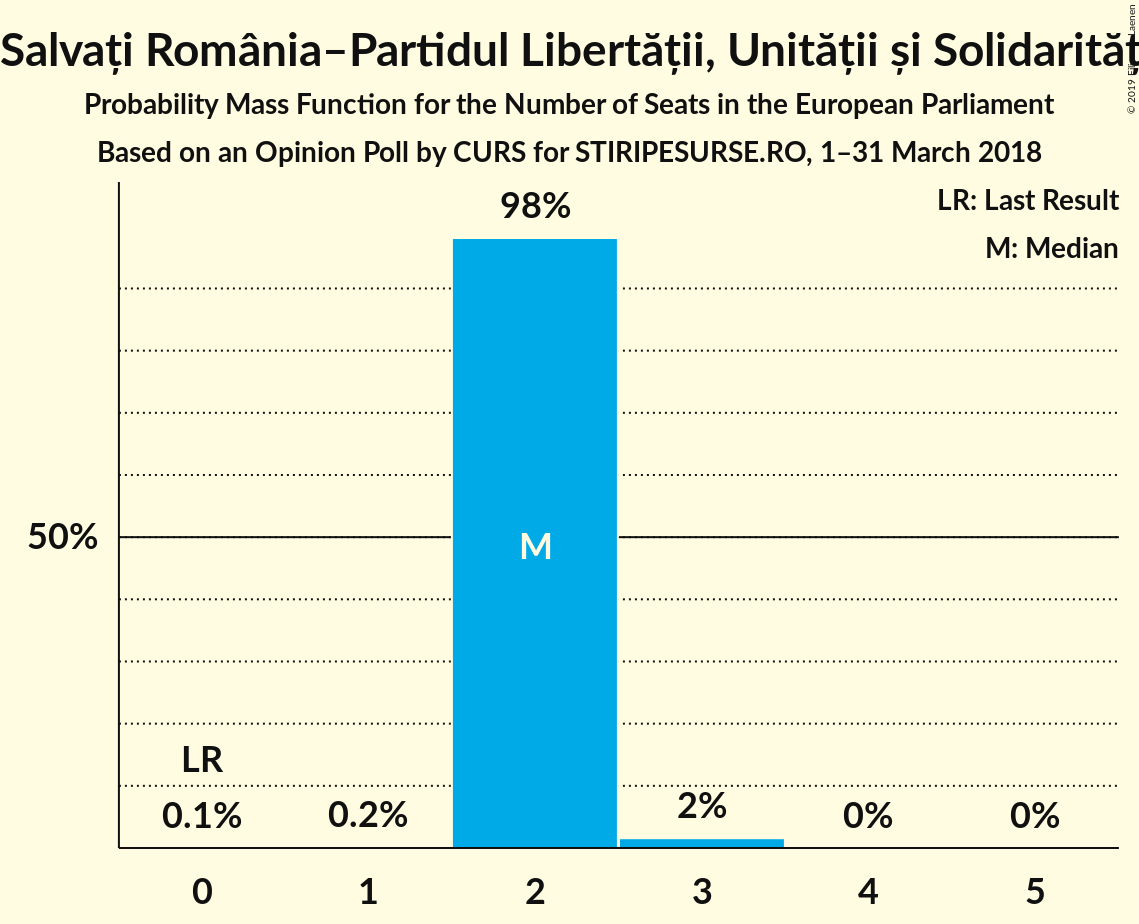 Salvați România–Partidul Libertății, Unității și Solidarităț
Probability Mass Function for the Number of Seats in the European Parliament
Based on an Opinion Poll by CURS for STIRIPESURSE.RO, 1–31 March 2018
© 2019
LR: Last Result
M: Median
98%
50%
M
LR
0.1%
0.2%
2%
0%
0%
0 1 2 3 4 5